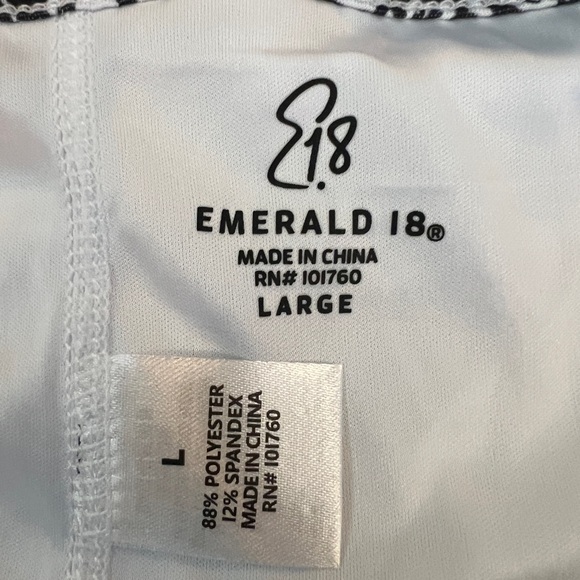 E18
EMERALD 18®
MADE IN CHINA
RN# 101760
LARGE
L
88% POLYESTER
12% SPANDEX
MADE IN CHINA
RN# 101760